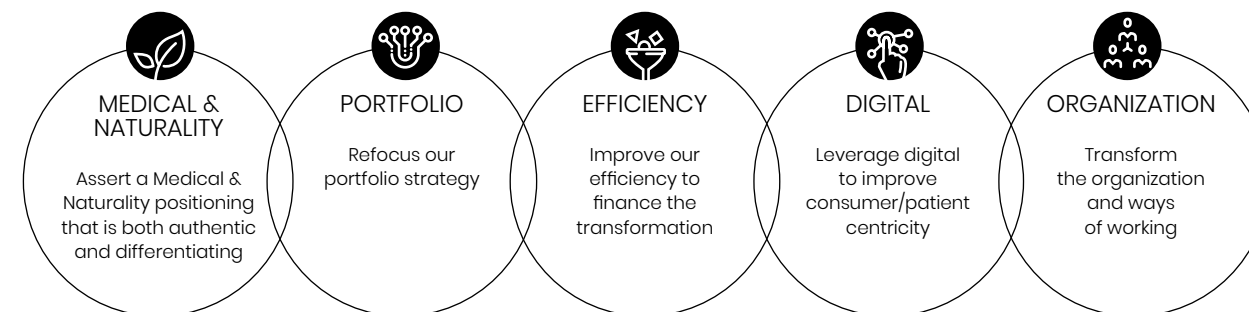 MEDICAL &
NATURALITY
Assert a Medical &
Naturality positioning
that is both authentic
and differentiating
PORTFOLIO
Refocus our
portfolio strategy
EFFICIENCY
Improve our
efficiency to
finance the
transformation
DIGITAL
Leverage digital
to improve
consumer/patient
centricity
ORGANIZATION
Transform
the organization
and ways
of working